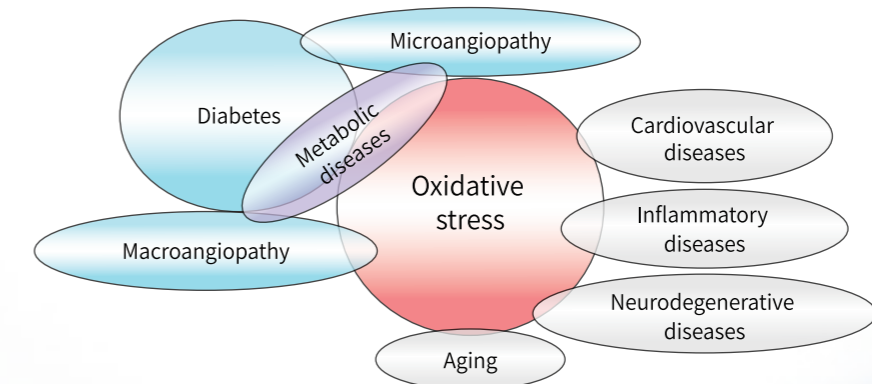 Microangiopathy
Diabetes
Metabolic
diseases
Cardiovascular
diseases
Oxidative
stress
Inflammatory
diseases
Macroangiopathy
Neurodegenerative
diseases
Aging